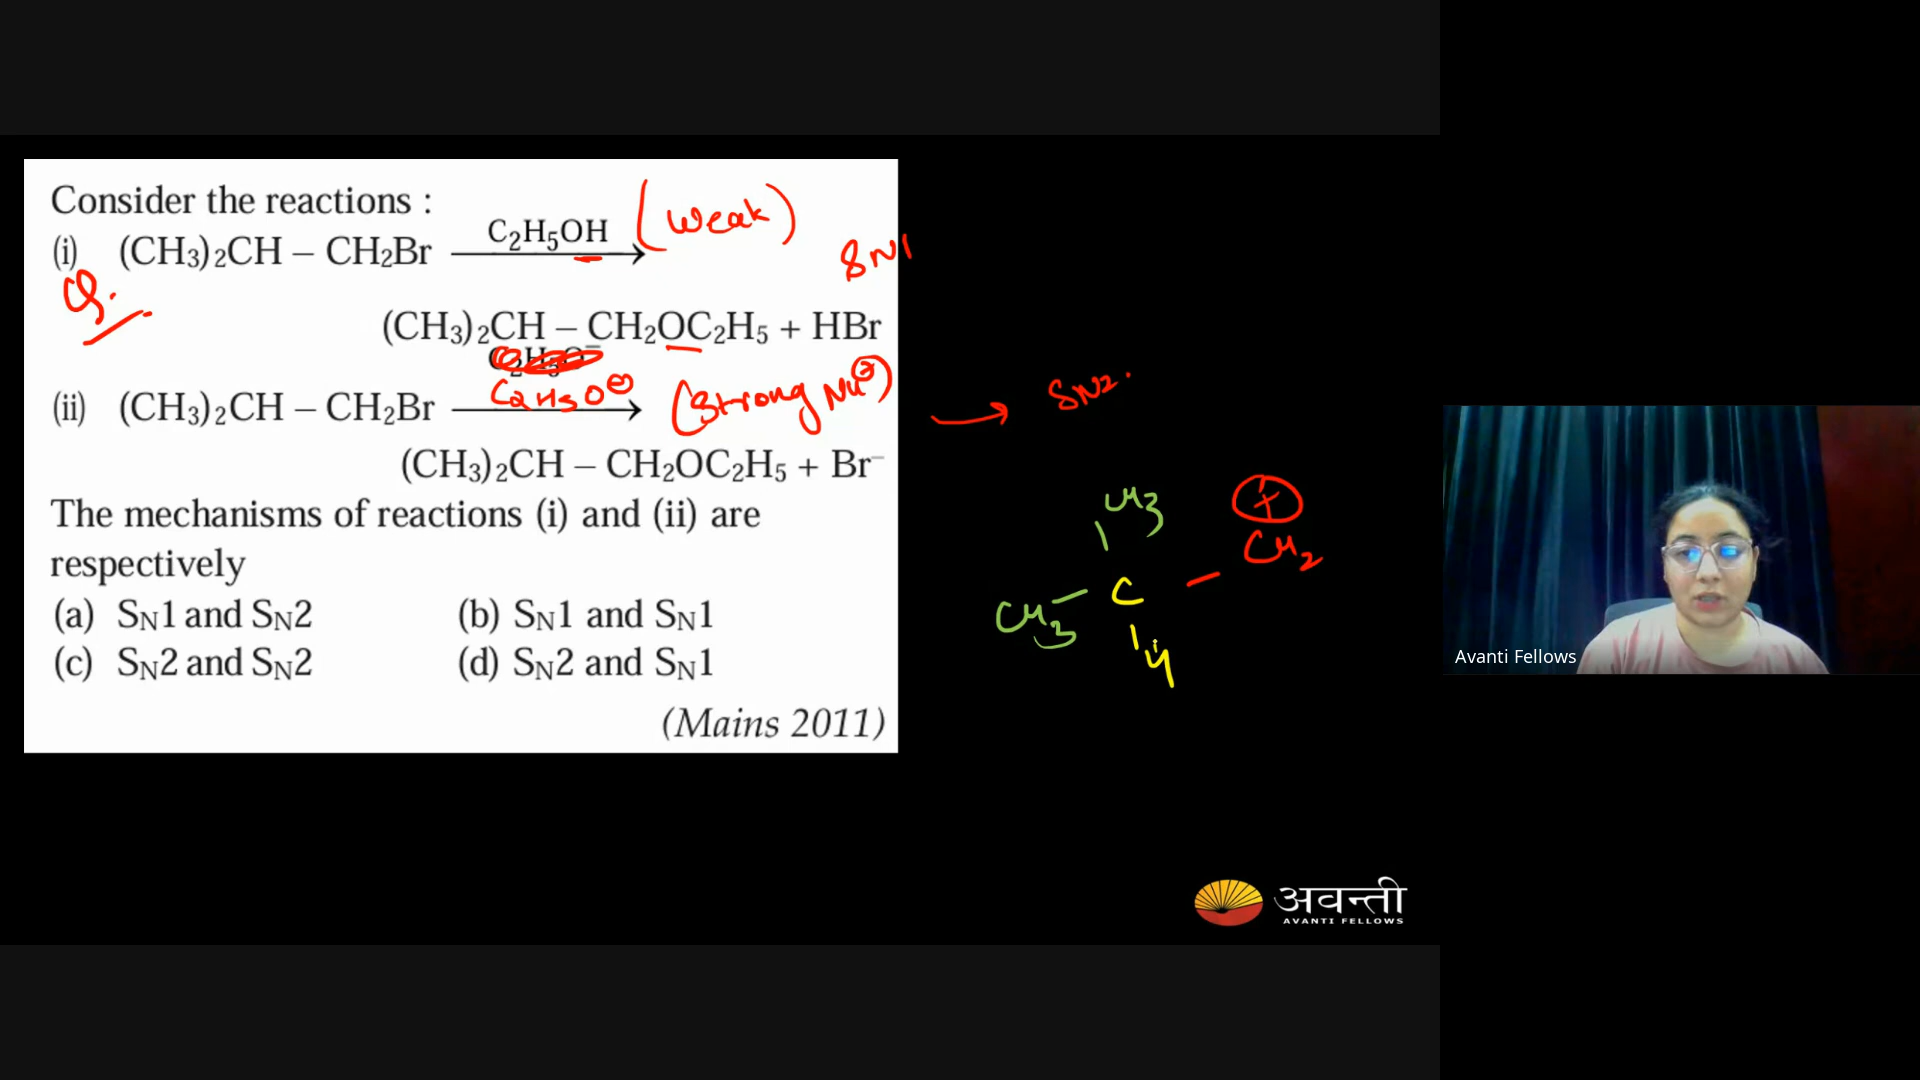 Consider the reactions :
(i) (CH₃)₂CH – CH₂Br C₂H₅OH (weak)
SN1
Q.
(CH₃)₂CH – CH₂OC₂H₅ + HBr
C₂H₅O⁻
(ii) (CH₃)₂CH – CH₂Br C₂H₅O⊖ (Strong Nu⊖) → SN2.
(CH₃)₂CH – CH₂OC₂H₅ + Br⁻
The mechanisms of reactions (i) and (ii) are
respectively
(a) SN1 and SN2 (b) SN1 and SN1
(c) SN2 and SN2 (d) SN2 and SN1
(Mains 2011)
CH₃
+
CH₂
CH₃ – C –
H
Avanti Fellows
अवन्ती
AVANTI FELLOWS